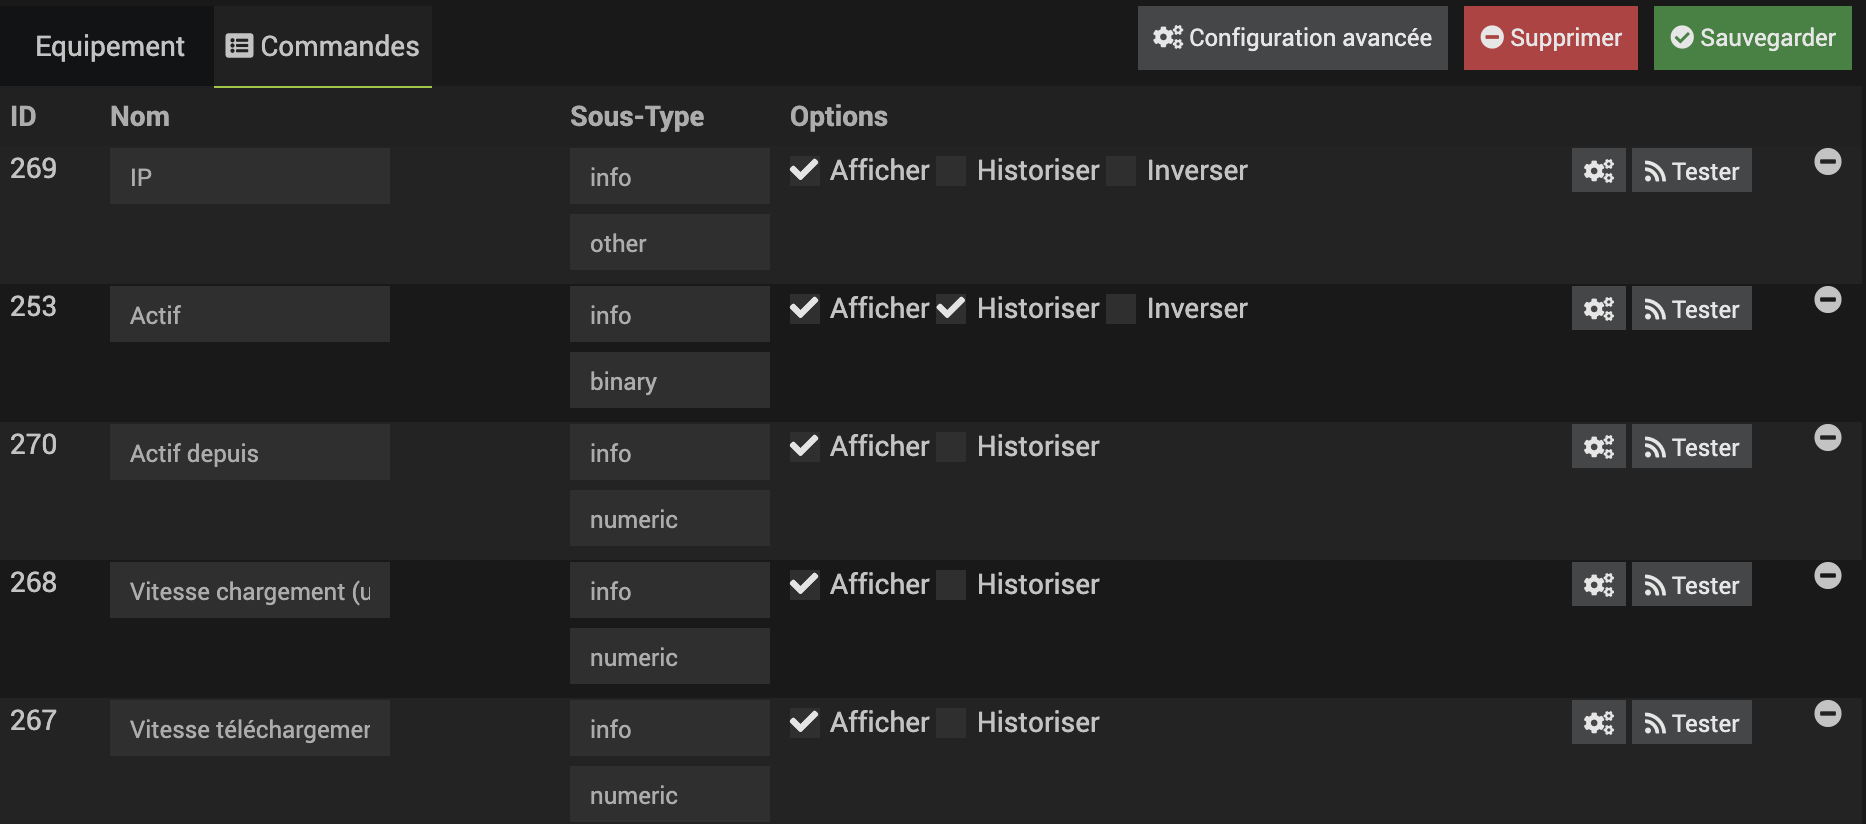 Equipement Commandes Configuration avancée Supprimer Sauvegarder
ID Nom Sous-Type Options
269 IP info Afficher Historiser Inverser Tester
other
253 Actif info Afficher Historiser Inverser Tester
binary
270 Actif depuis info Afficher Historiser Tester
numeric
268 Vitesse chargement (u info Afficher Historiser Tester
numeric
267 Vitesse téléchargemer info Afficher Historiser Tester
numeric